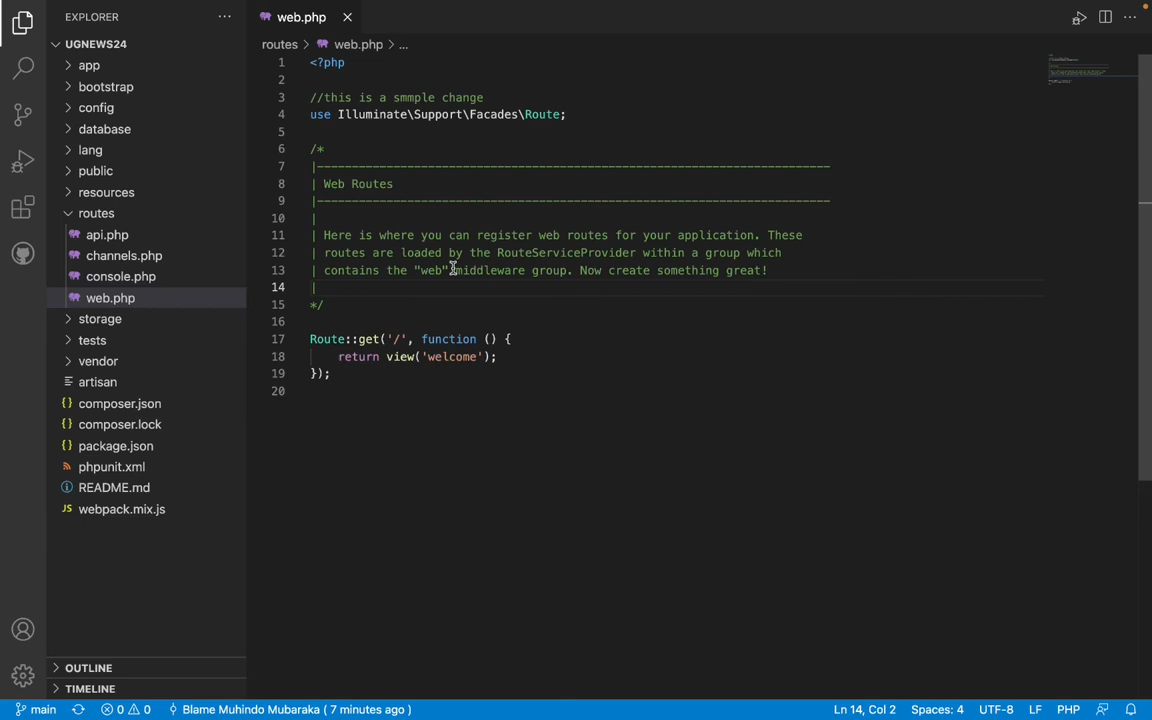 EXPLORER
UGNEWS24
app
bootstrap
config
database
lang
public
resources
routes
api.php
channels.php
console.php
web.php
storage
tests
vendor
artisan
composer.json
composer.lock
package.json
phpunit.xml
README.md
JS webpack.mix.js
OUTLINE
TIMELINE
web.php
routes > web.php > ...
1 <?php
2
3 //this is a smmple change
4 use Illuminate\Support\Facades\Route;
5
6 /*
7 |--------------------------------------------------------------------------
8 | Web Routes
9 |--------------------------------------------------------------------------
10 |
11 | Here is where you can register web routes for your application. These
12 | routes are loaded by the RouteServiceProvider within a group which
13 | contains the "web" middleware group. Now create something great!
14 |
15 */
16
17 Route::get('/', function () {
18     return view('welcome');
19 });
20
main 0 0 Blame Muhindo Mubaraka ( 7 minutes ago ) Ln 14, Col 2 Spaces: 4 UTF-8 LF PHP